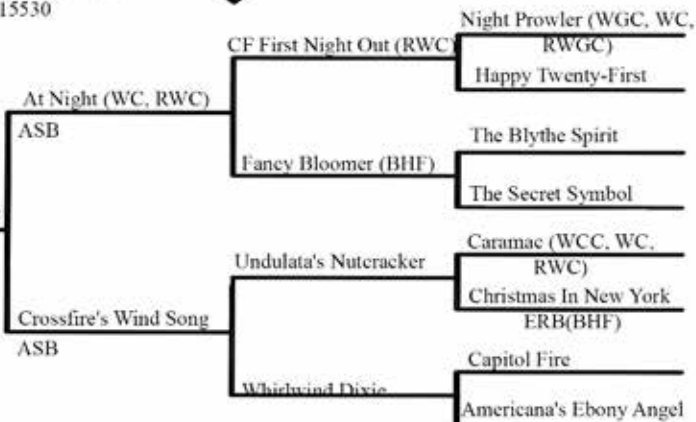 15530
Night Prowler (WGC, WC,
RWGC)
CF First Night Out (RWC)
Happy Twenty-First
At Night (WC, RWC)
ASB
The Blythe Spirit
Fancy Bloomer (BHF)
The Secret Symbol
Caramac (WCC, WC,
RWC)
Undulata's Nutcracker
Christmas In New York
ERB(BHF)
Crossfire's Wind Song
ASB
Capitol Fire
Whirlwind Dixie
Americana's Ebony Angel